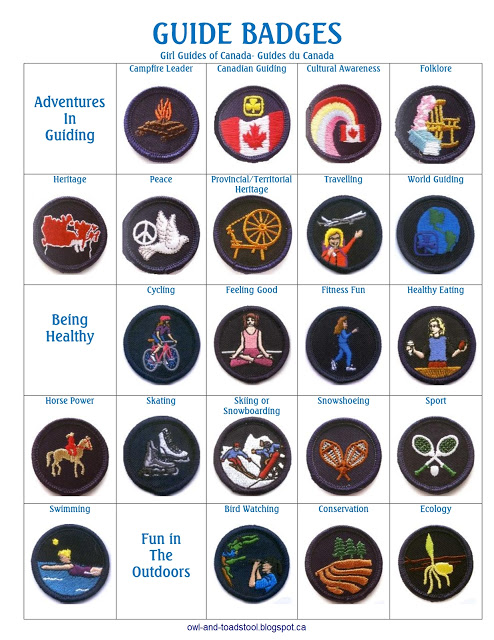 GUIDE BADGES
Girl Guides of Canada- Guides du Canada
Adventures
In
Guiding
Campfire Leader
Canadian Guiding
Cultural Awareness
Folklore
Heritage
Peace
Provincial/Territorial
Heritage
Travelling
World Guiding
Being
Healthy
Cycling
Feeling Good
Fitness Fun
Healthy Eating
Horse Power
Skating
Skiing or
Snowboarding
Snowshoeing
Sport
Swimming
Fun in
The
Outdoors
Bird Watching
Conservation
Ecology
owl-and-toadstool.blogspot.ca